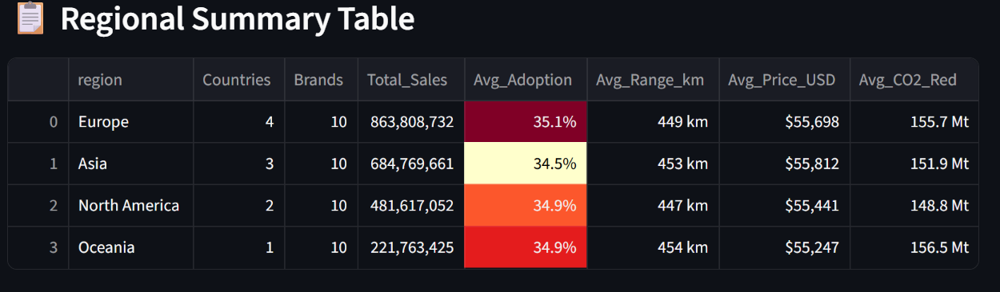 Regional Summary Table
region Countries Brands Total_Sales Avg_Adoption Avg_Range_km Avg_Price_USD Avg_CO2_Red
0 Europe 4 10 863,808,732 35.1% 449 km $55,698 155.7 Mt
1 Asia 3 10 684,769,661 34.5% 453 km $55,812 151.9 Mt
2 North America 2 10 481,617,052 34.9% 447 km $55,441 148.8 Mt
3 Oceania 1 10 221,763,425 34.9% 454 km $55,247 156.5 Mt